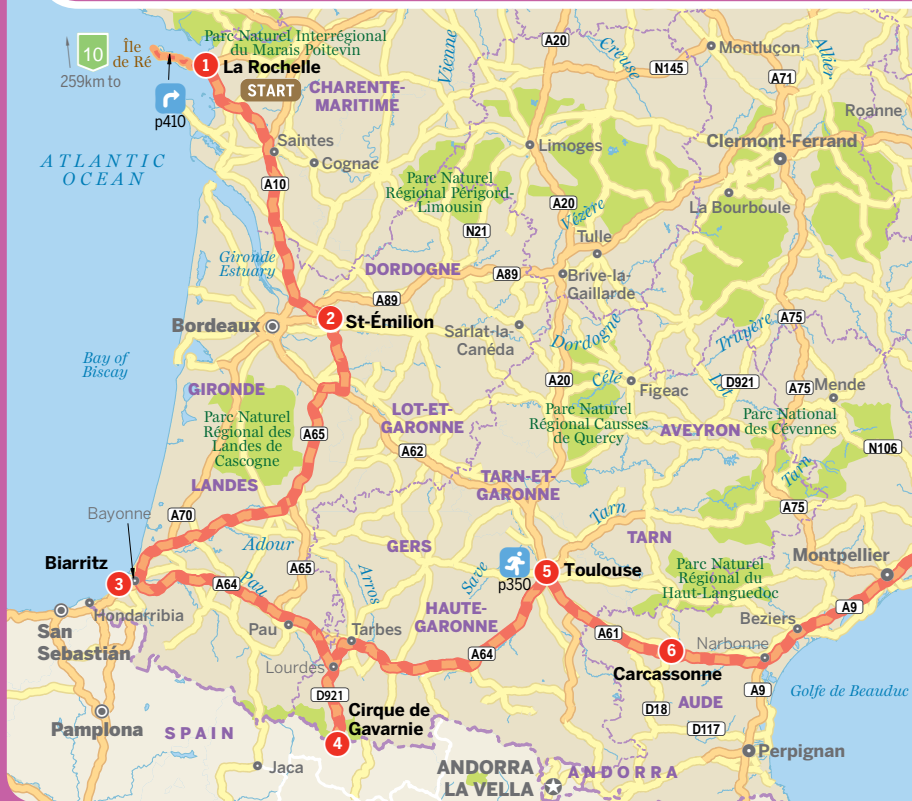 10
259km to
Île
de Ré
p410
1
La Rochelle
START
Parc Naturel Interrégional
du Marais Poitevin
CHARENTE-
MARITIME
Vienne
A20
Creuse
N145
Montluçon
A71
Allier
Roanne
ATLANTIC
OCEAN
Saintes
Cognac
A10
Parc Naturel
Régional Périgord-
Limousin
N21
Limoges
A20
Vézère
Tulle
Clermont-Ferrand
La Bourboule
Gironde
Estuary
DORDOGNE
A89
A89
Brive-la-
Gaillarde
Bordeaux
2
St-Émilion
Sarlat-la-
Canéda
Dordogne
Truyère
A75
Bay of
Biscay
GIRONDE
Parc Naturel
Régional des
Landes de
Cascogne
A65
LOT-ET-
GARONNE
A62
A20
Célé
Figeac
Lot
D921
A75
Mende
Parc Naturel
Régional Causses
de Quercy
AVEYRON
Parc National
des Cévennes
N106
LANDES
A70
Bayonne
TARN-ET-
GARONNE
Tarn
Tarn
A75
Biarritz
3
Adour
A65
A64
Pau
GERS
Arros
Save
p350
5
Toulouse
TARN
Parc Naturel
Régional du
Haut-Languedoc
Montpellier
Hondarribia
San
Sebastián
Pau
Tarbes
Lourdes
HAUTE-
GARONNE
A64
A61
6
Carcassonne
Narbonne
Beziers
A9
A9
D921
Cirque de
Gavarnie
4
D18
AUDE
D117
Golfe de Beauduc
Pamplona
SPAIN
Jaca
ANDORRA
LA VELLA
ANDORRA
Perpignan